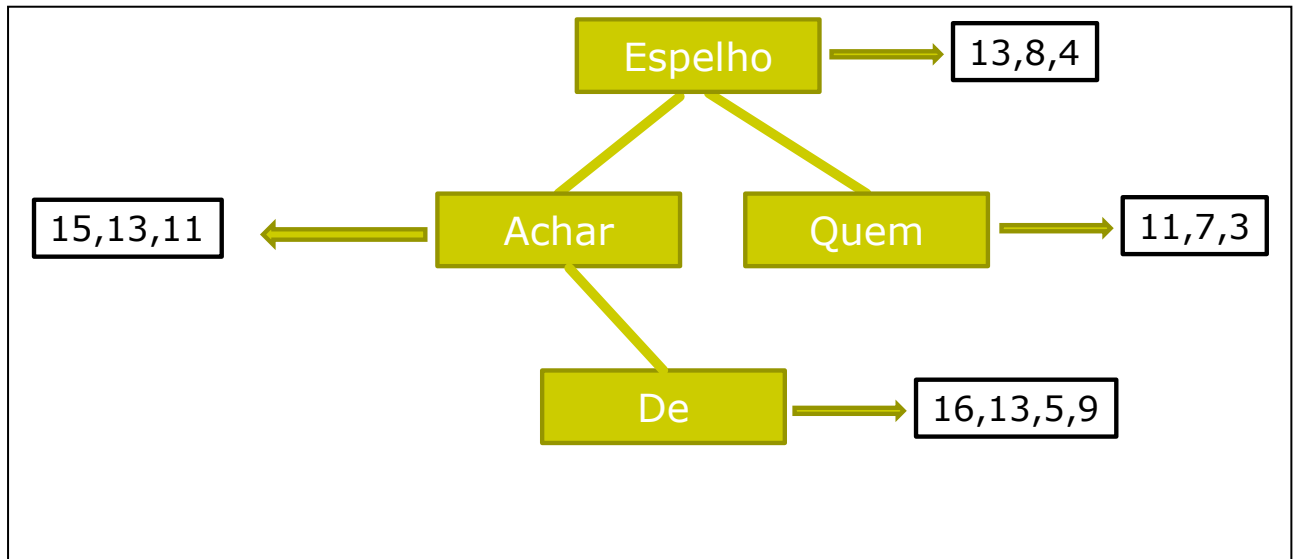 Espelho
13,8,4
15,13,11
Achar
Quem
11,7,3
De
16,13,5,9